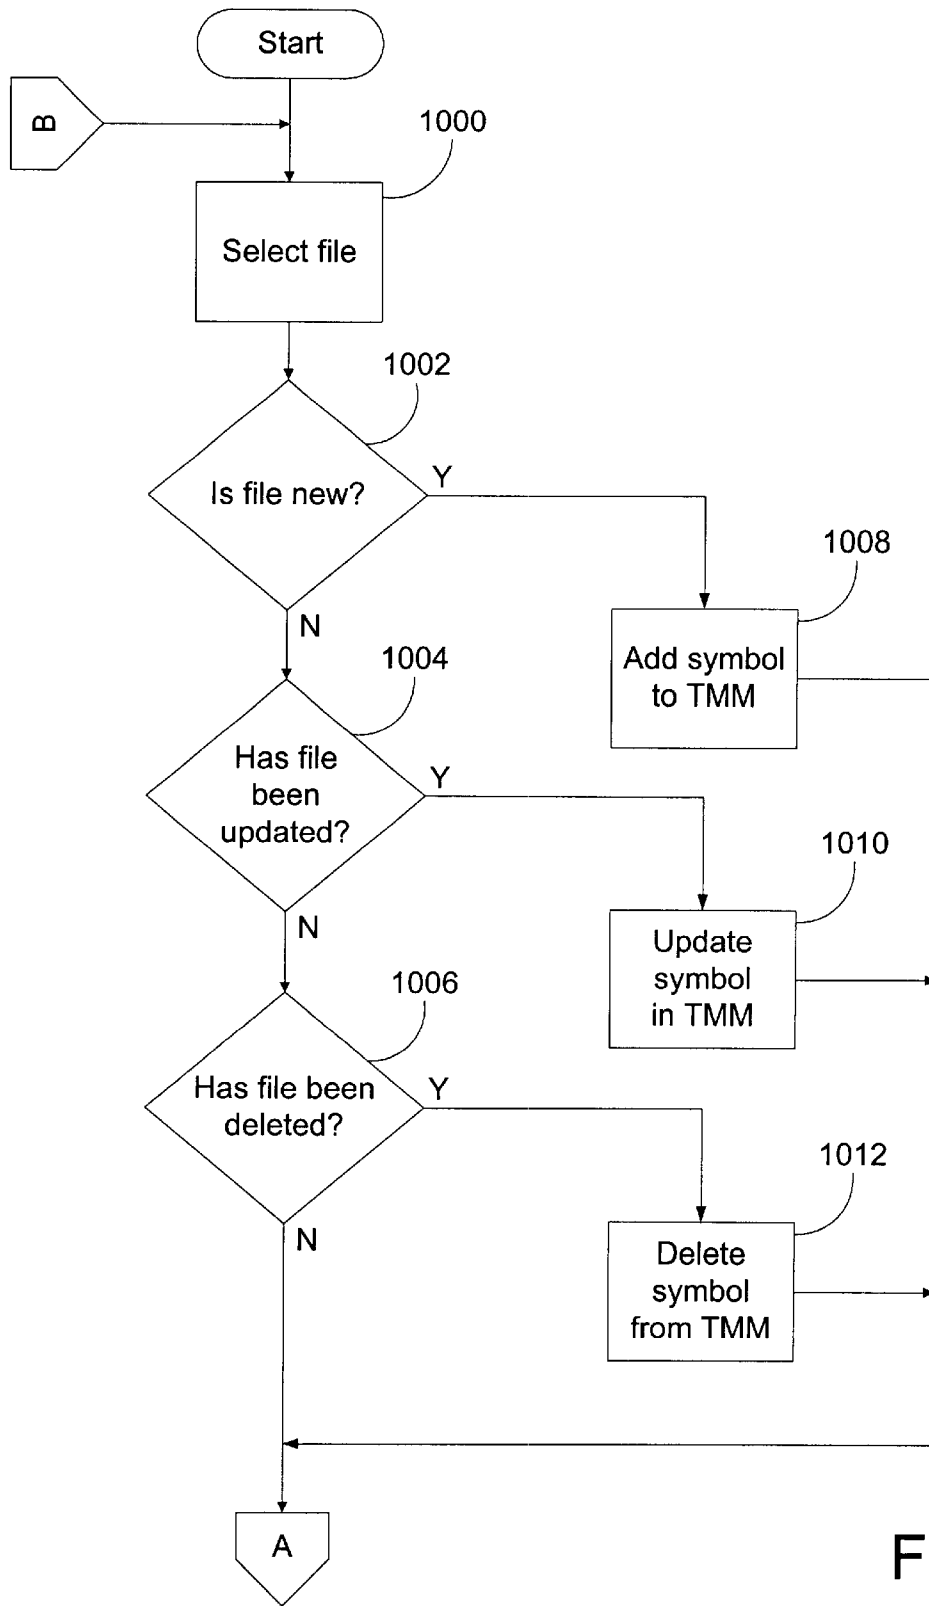 Start
B
1000
Select file
1002
Is file new?
Y
N
1008
Add symbol
to TMM
1004
Has file
been
updated?
Y
N
1010
Update
symbol
in TMM
1006
Has file been
deleted?
Y
N
1012
Delete
symbol
from TMM
A
F